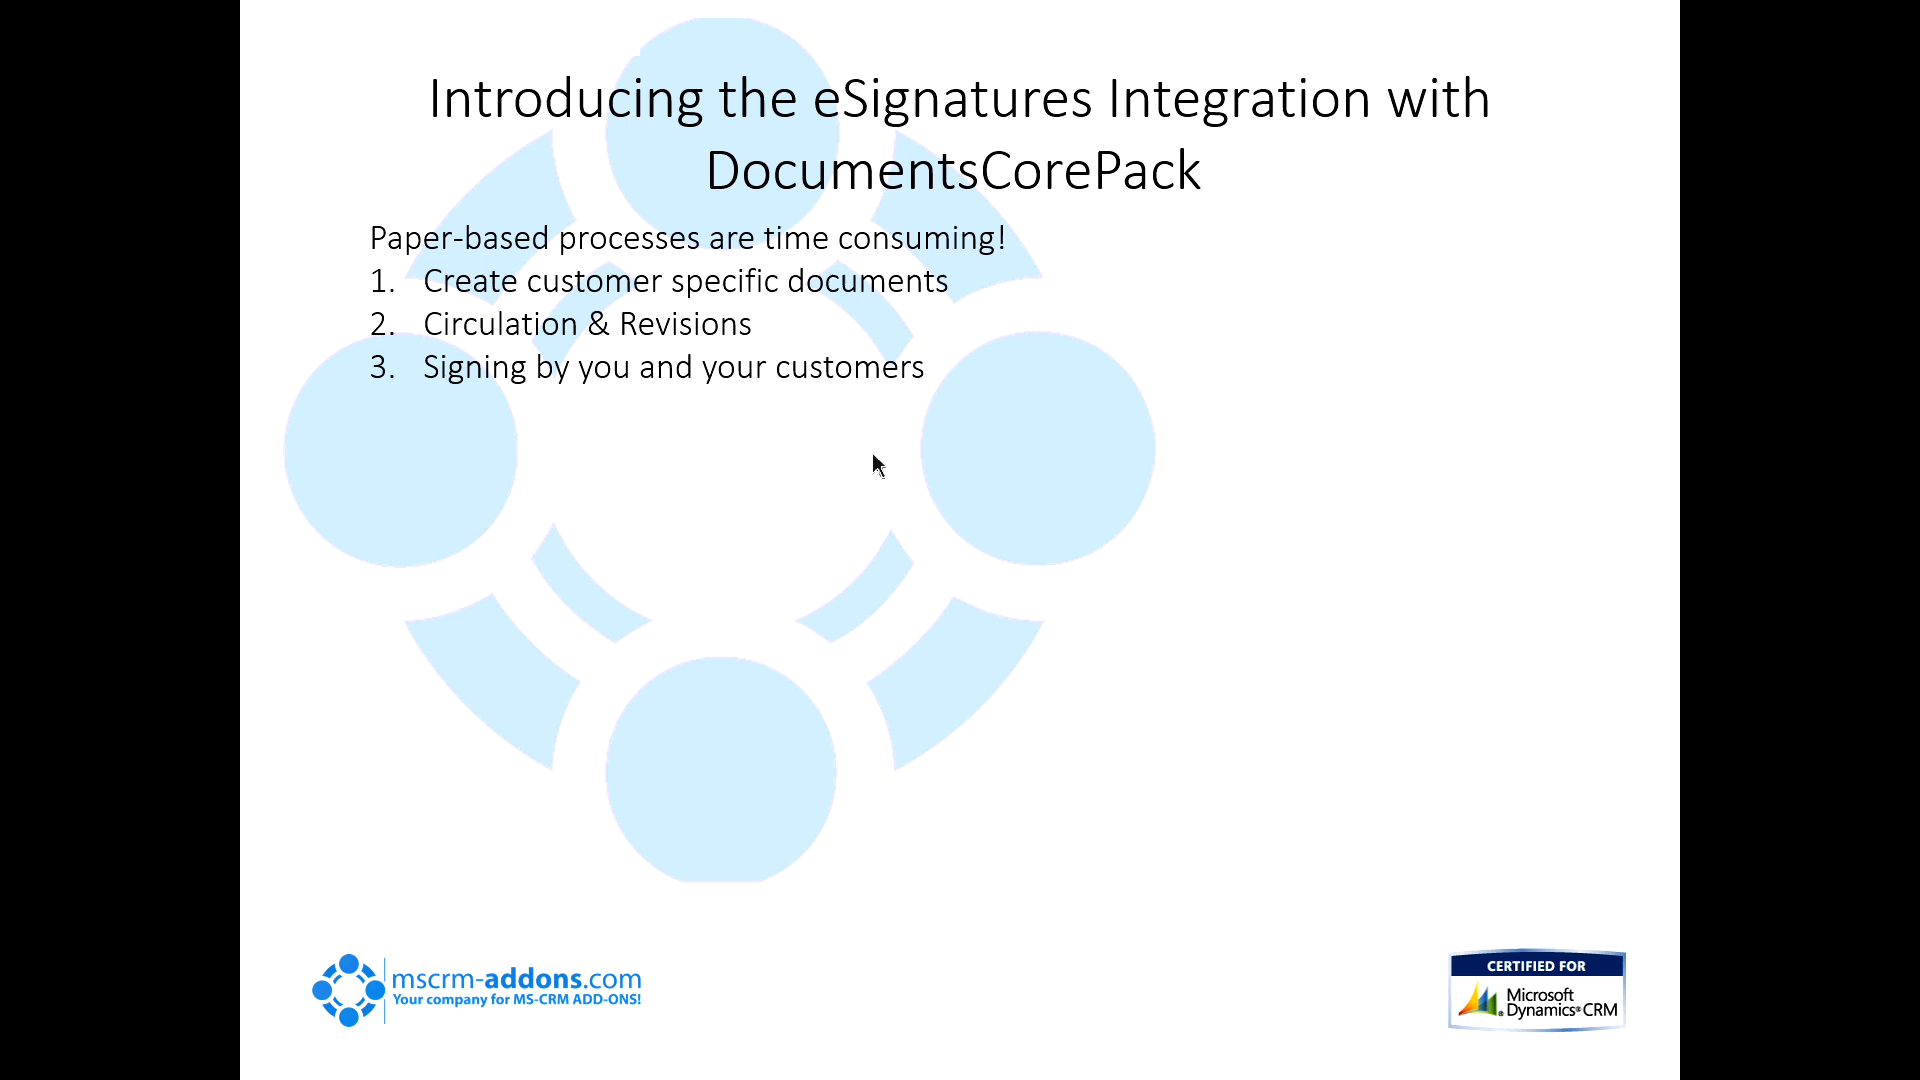 Introducing the eSignatures Integration with
DocumentsCorePack
Paper-based processes are time consuming!
1. Create customer specific documents
2. Circulation & Revisions
3. Signing by you and your customers
mscrm-addons.com
Your company for MS-CRM ADD-ONS!
CERTIFIED FOR
Microsoft
Dynamics® CRM